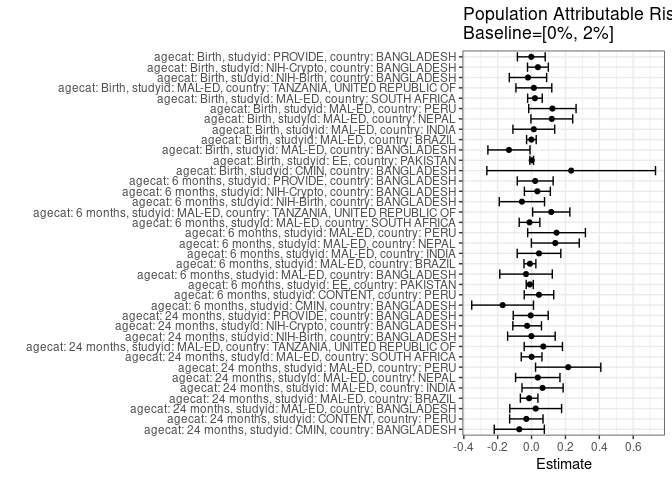 Population Attributable Ris
Baseline=[0%, 2%]
agecat: Birth, studyid: PROVIDE, country: BANGLADESH
agecat: Birth, studyid: NIH-Crypto, country: BANGLADESH
agecat: Birth, studyid: NIH-Birth, country: BANGLADESH
agecat: Birth, studyid: MAL-ED, country: TANZANIA, UNITED REPUBLIC OF
agecat: Birth, studyid: MAL-ED, country: SOUTH AFRICA
agecat: Birth, studyid: MAL-ED, country: PERU
agecat: Birth, studyid: MAL-ED, country: NEPAL
agecat: Birth, studyid: MAL-ED, country: INDIA
agecat: Birth, studyid: MAL-ED, country: BRAZIL
agecat: Birth, studyid: MAL-ED, country: BANGLADESH
agecat: Birth, studyid: EE, country: PAKISTAN
agecat: Birth, studyid: CMIN, country: BANGLADESH
agecat: 6 months, studyid: PROVIDE, country: BANGLADESH
agecat: 6 months, studyid: NIH-Crypto, country: BANGLADESH
agecat: 6 months, studyid: NIH-Birth, country: BANGLADESH
agecat: 6 months, studyid: MAL-ED, country: TANZANIA, UNITED REPUBLIC OF
agecat: 6 months, studyid: MAL-ED, country: SOUTH AFRICA
agecat: 6 months, studyid: MAL-ED, country: PERU
agecat: 6 months, studyid: MAL-ED, country: NEPAL
agecat: 6 months, studyid: MAL-ED, country: INDIA
agecat: 6 months, studyid: MAL-ED, country: BRAZIL
agecat: 6 months, studyid: MAL-ED, country: BANGLADESH
agecat: 6 months, studyid: EE, country: PAKISTAN
agecat: 6 months, studyid: CONTENT, country: PERU
agecat: 6 months, studyid: CMIN, country: BANGLADESH
agecat: 24 months, studyid: PROVIDE, country: BANGLADESH
agecat: 24 months, studyid: NIH-Crypto, country: BANGLADESH
agecat: 24 months, studyid: NIH-Birth, country: BANGLADESH
agecat: 24 months, studyid: MAL-ED, country: TANZANIA, UNITED REPUBLIC OF
agecat: 24 months, studyid: MAL-ED, country: SOUTH AFRICA
agecat: 24 months, studyid: MAL-ED, country: PERU
agecat: 24 months, studyid: MAL-ED, country: NEPAL
agecat: 24 months, studyid: MAL-ED, country: INDIA
agecat: 24 months, studyid: MAL-ED, country: BRAZIL
agecat: 24 months, studyid: MAL-ED, country: BANGLADESH
agecat: 24 months, studyid: CONTENT, country: PERU
agecat: 24 months, studyid: CMIN, country: BANGLADESH
-0.4 -0.2 0.0 0.2 0.4 0.6
Estimate